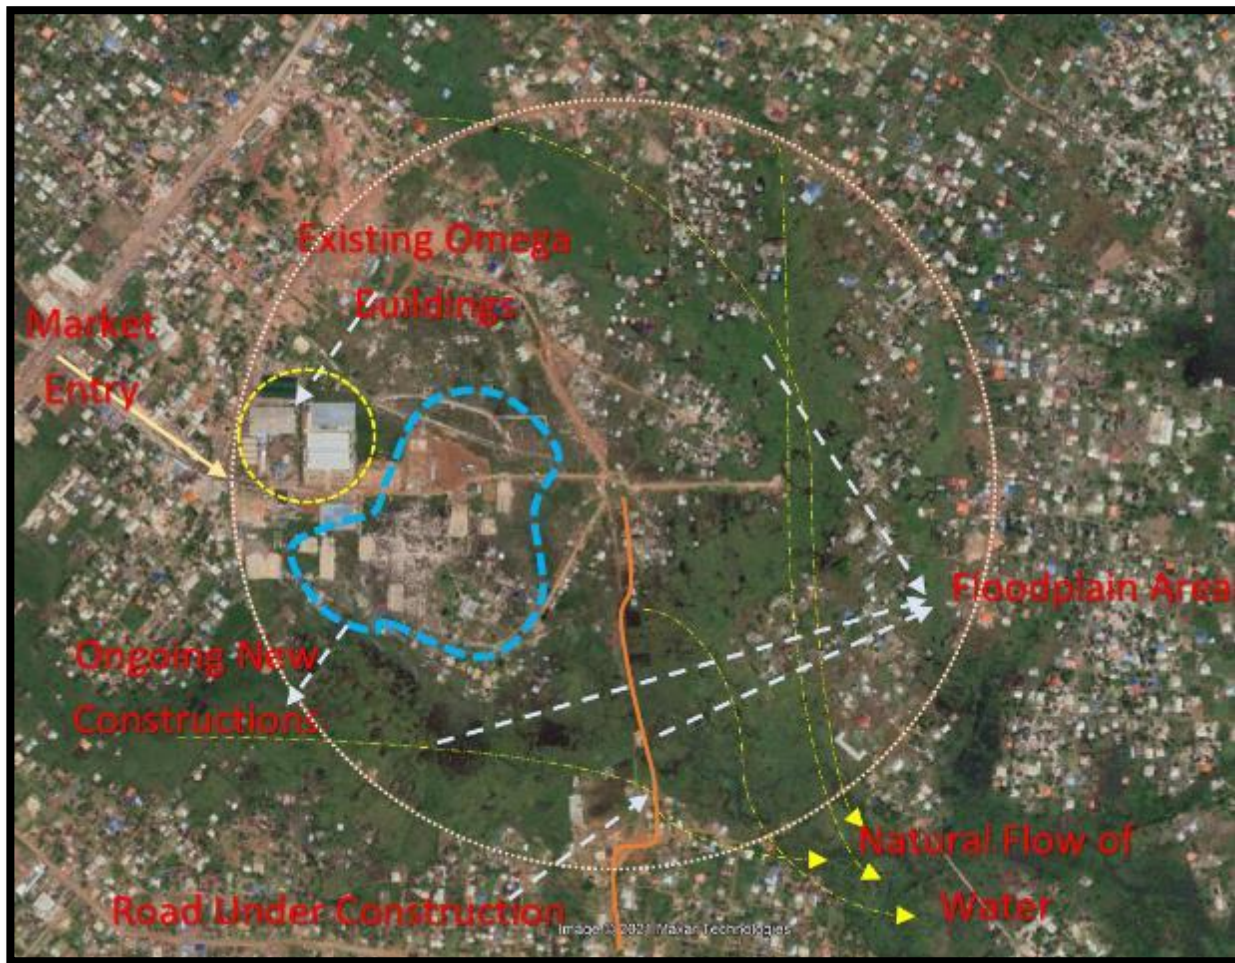 Existing Omega
Buildings
Market
Entry
Floodplain Area
Ongoing New
Constructions
Natural Flow of
Water
Road Under Construction
Image © 2021 Maxar Technologies